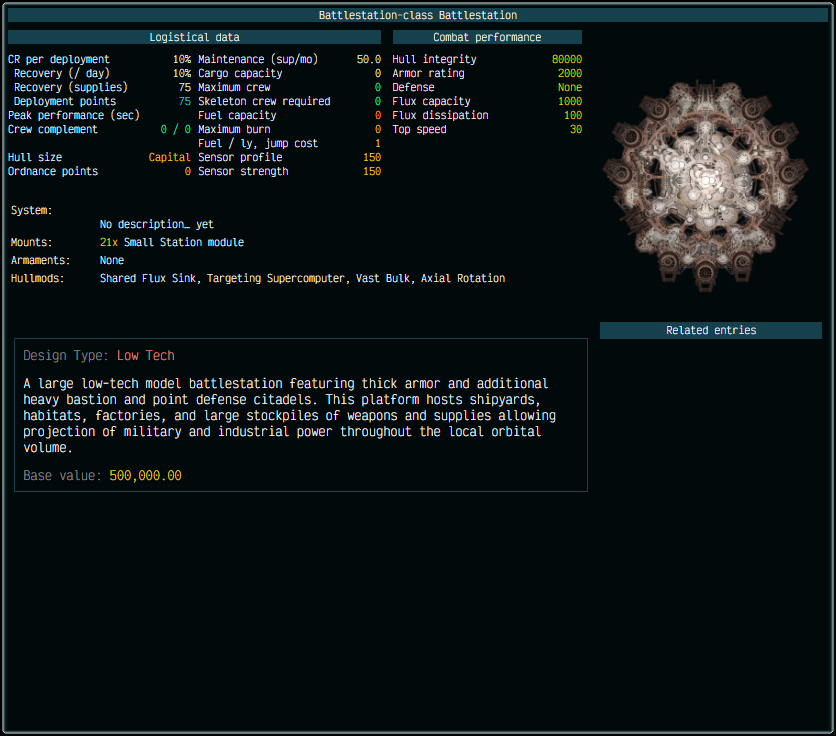 Battlestation-class Battlestation
Logistical data
Combat performance
CR per deployment 10% Maintenance (sup/mo) 50.0 Hull integrity 80000
Recovery (/ day) 10% Cargo capacity 0 Armor rating 2000
Recovery (supplies) 75 Maximum crew 0 Defense None
Deployment points 75 Skeleton crew required 0 Flux capacity 1000
Peak performance (sec) Fuel capacity 0 Flux dissipation 100
Crew complement 0 / 0 Maximum burn 0 Top speed 30
Fuel / ly, jump cost 1
Hull size Capital Sensor profile 150
Ordnance points 0 Sensor strength 150
System:
No description… yet
Mounts: 21x Small Station module
Armaments: None
Hullmods: Shared Flux Sink, Targeting Supercomputer, Vast Bulk, Axial Rotation
Related entries
Design Type: Low Tech
A large low-tech model battlestation featuring thick armor and additional
heavy bastion and point defense citadels. This platform hosts shipyards,
habitats, factories, and large stockpiles of weapons and supplies allowing
projection of military and industrial power throughout the local orbital
volume.
Base value: 500,000.00